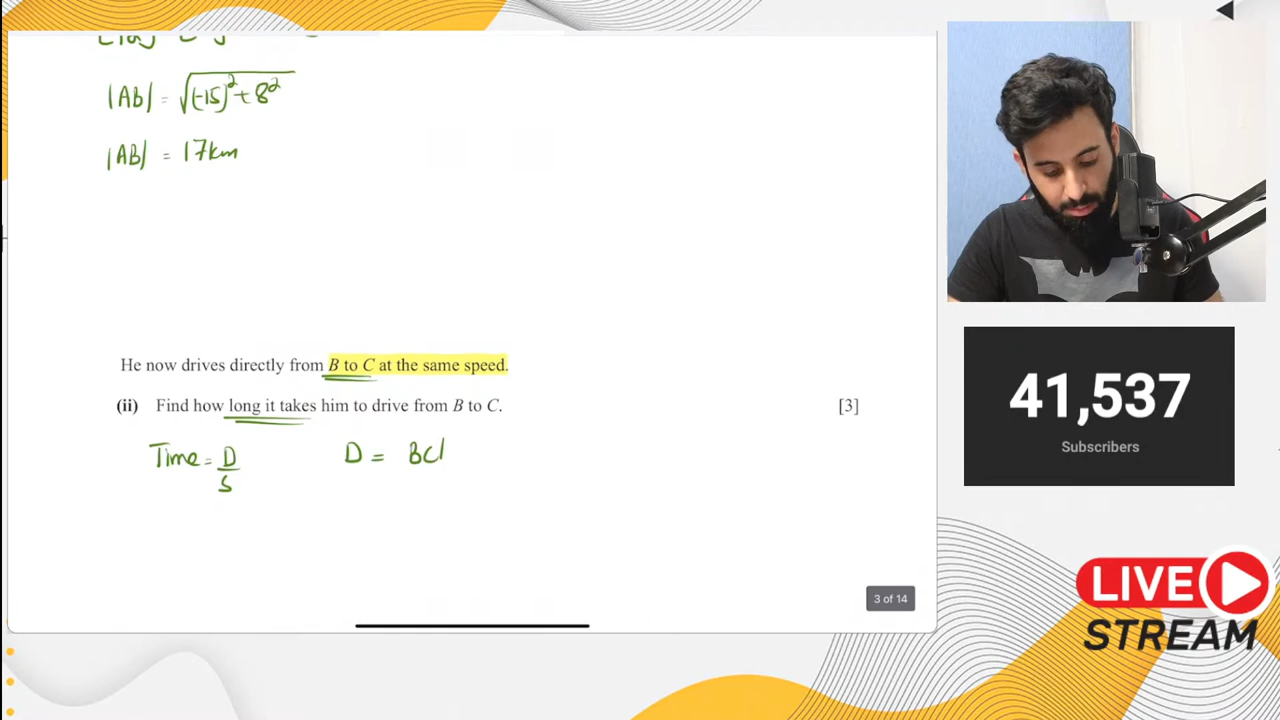 |AB| = √(-15)² + 8²
|AB| = 17km
He now drives directly from B to C at the same speed.
(ii) Find how long it takes him to drive from B to C. [3]
Time = D/S D = BC|
3 of 14
41,537
Subscribers
LIVE
STREAM